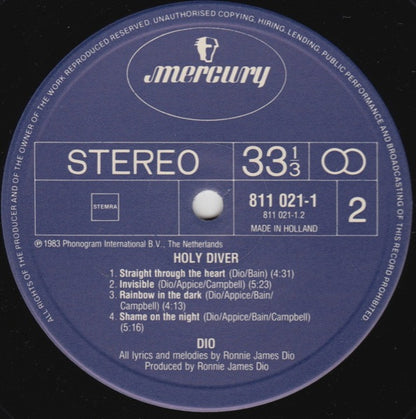 ALL RIGHTS OF THE PRODUCER AND OF THE OWNER OF THE WORK REPRODUCED RESERVED. UNAUTHORISED COPYING, HIRING, LENDING, PUBLIC PERFORMANCE AND BROADCASTING OF THIS RECORD PROHIBITED!
mercury
STEREO
33 1/3
STEMRA
811 021-1
811 021-1.2
MADE IN HOLLAND
2
℗ 1983 Phonogram International B.V., The Netherlands
HOLY DIVER
1. Straight through the heart (Dio/Bain) (4:31)
2. Invisible (Dio/Appice/Campbell) (5:23)
3. Rainbow in the dark (Dio/Appice/Bain/
Campbell) (4:15)
4. Shame on the night (Dio/Appice/Bain/Campbell)
(5:16)
DIO
All lyrics and melodies by Ronnie James Dio
Produced by Ronnie James Dio